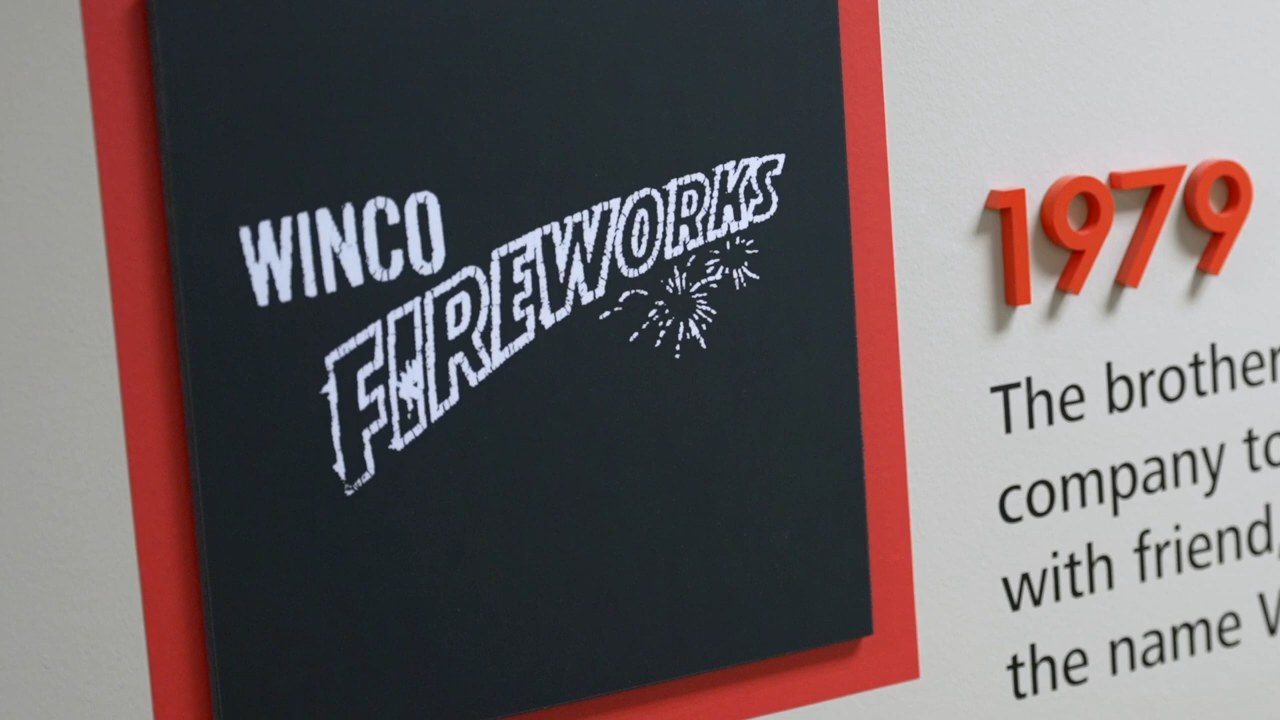 WINCO
FIREWORKS
1979
The brother
company to
with friend,
the name W